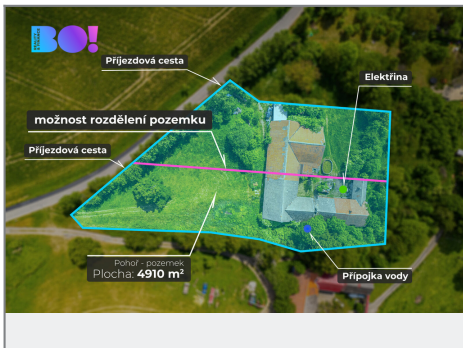 BO!
Příjezdová cesta
Elektřina
možnost rozdělení pozemku
Příjezdová cesta
Pohoř - pozemek
Plocha: 4910 m²
Přípojka vody